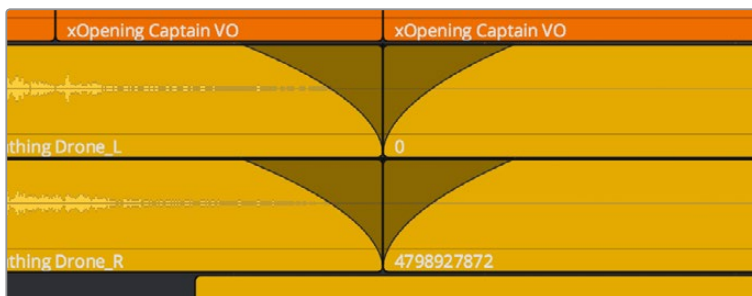 xOpening Captain VO
xOpening Captain VO
thing Drone_L
0
thing Drone_R
4798927872